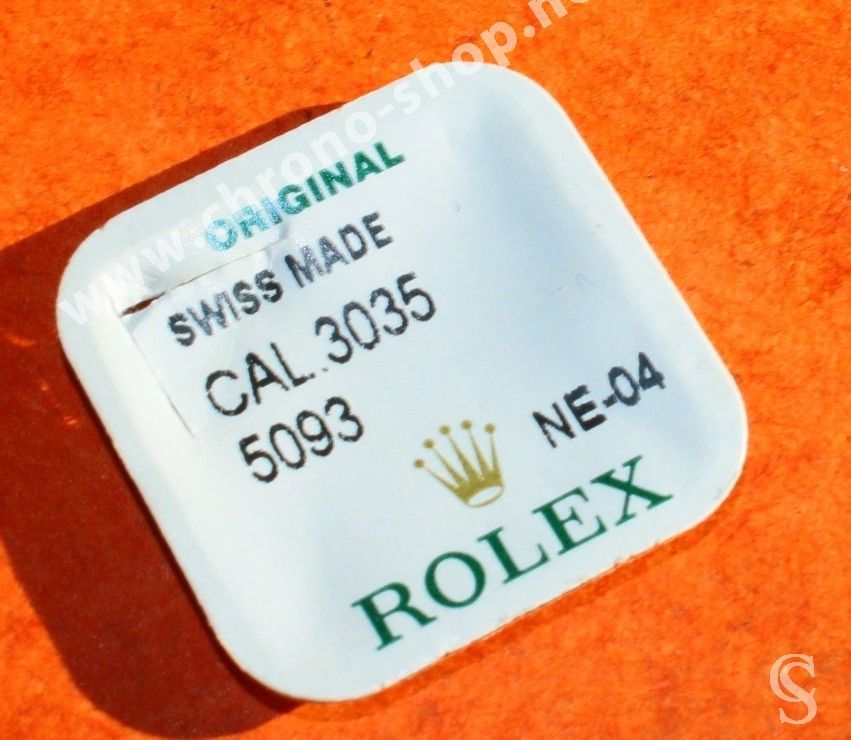 www.chrono-shop.ne
ORIGINAL
SWISS MADE
CAL.3035
5093
NE-04
ROLEX